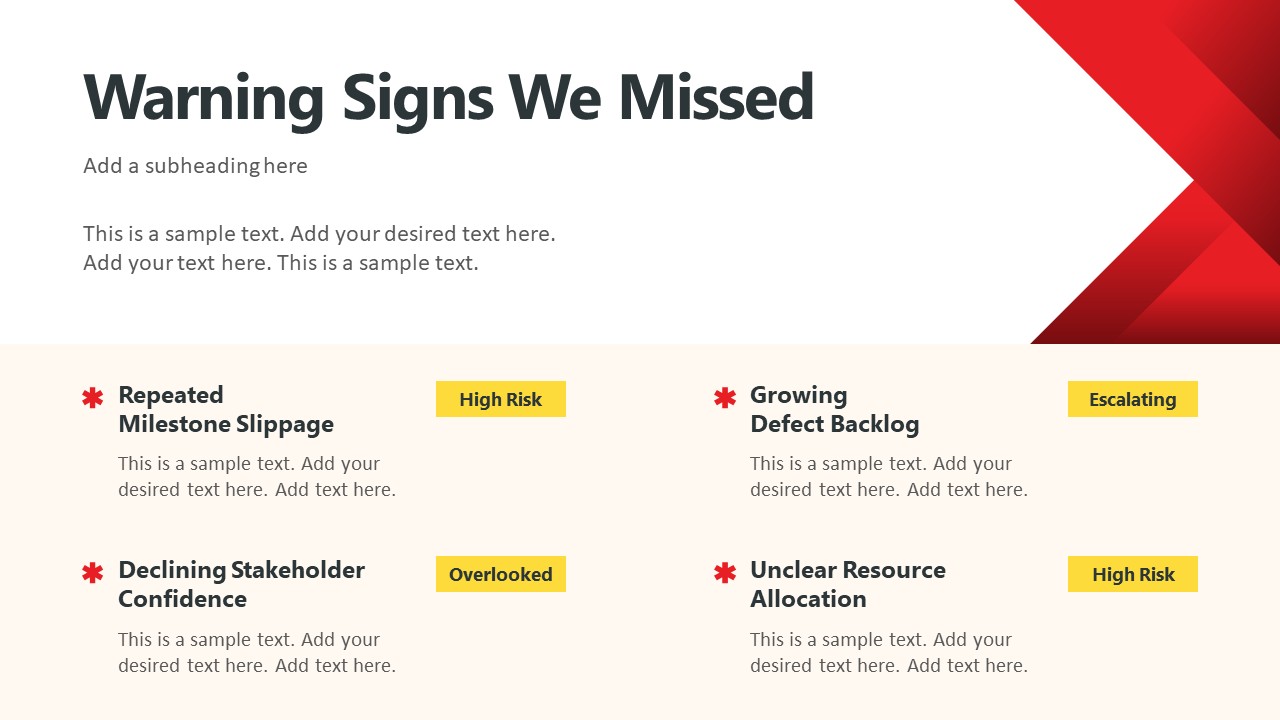 Warning Signs We Missed
Add a subheading here
This is a sample text. Add your desired text here.
Add your text here. This is a sample text.
Repeated
Milestone Slippage
High Risk
This is a sample text. Add your
desired text here. Add text here.
Growing
Defect Backlog
Escalating
This is a sample text. Add your
desired text here. Add text here.
Declining Stakeholder
Confidence
Overlooked
This is a sample text. Add your
desired text here. Add text here.
Unclear Resource
Allocation
High Risk
This is a sample text. Add your
desired text here. Add text here.